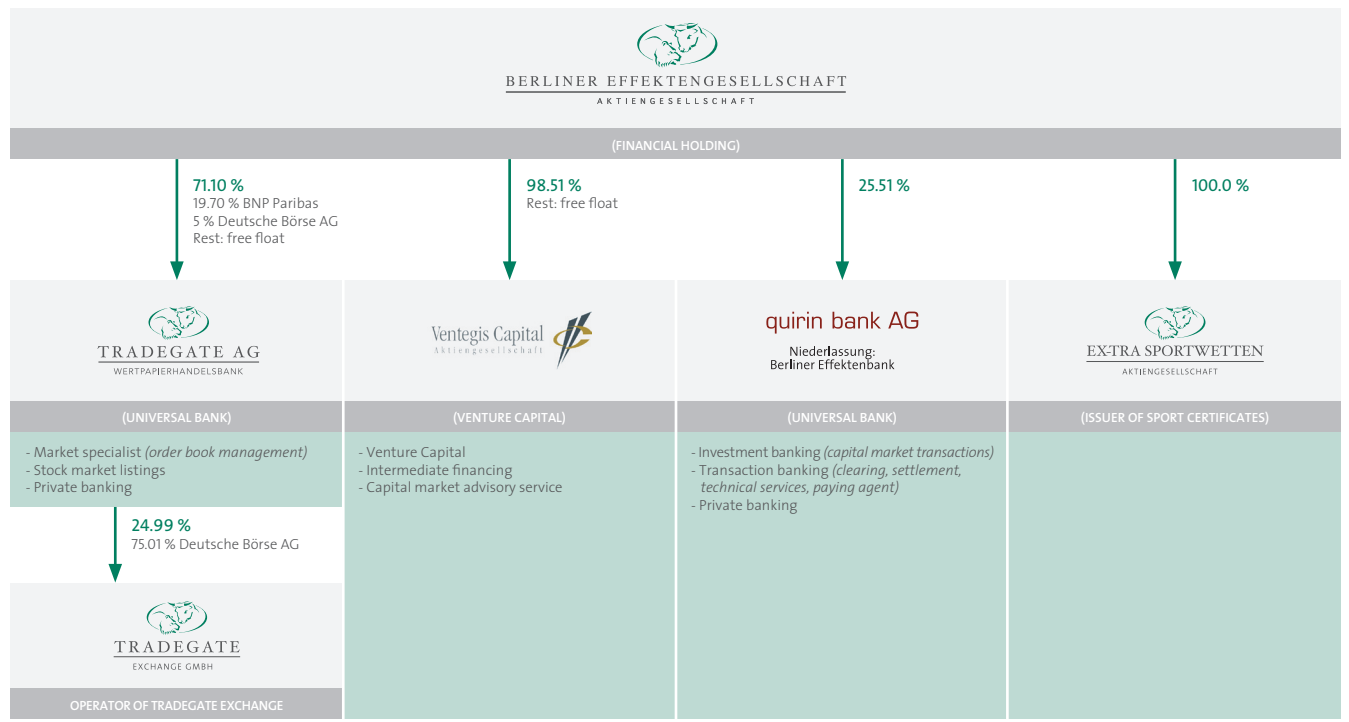 BERLINER EFFEKTENGESELLSCHAFT
AKTIENGESELLSCHAFT
(FINANCIAL HOLDING)
71.10 %
19.70 % BNP Paribas
5 % Deutsche Börse AG
Rest: free float
98.51 %
Rest: free float
25.51 %
100.0 %
TRADEGATE AG
WERTPAPIERHANDELSBANK
Ventegis Capital
Aktiengesellschaft
quirin bank AG
Niederlassung:
Berliner Effektenbank
EX-TRA SPORTWETTEN
AKTIENGESELLSCHAFT
(UNIVERSAL BANK)
(VENTURE CAPITAL)
(UNIVERSAL BANK)
(ISSUER OF SPORT CERTIFICATES)
- Market specialist (order book management)
- Stock market listings
- Private banking
- Venture Capital
- Intermediate financing
- Capital market advisory service
- Investment banking (capital market transactions)
- Transaction banking (clearing, settlement,
technical services, paying agent)
- Private banking
24.99 %
75.01 % Deutsche Börse AG
TRADEGATE
EXCHANGE GMBH
OPERATOR OF TRADEGATE EXCHANGE